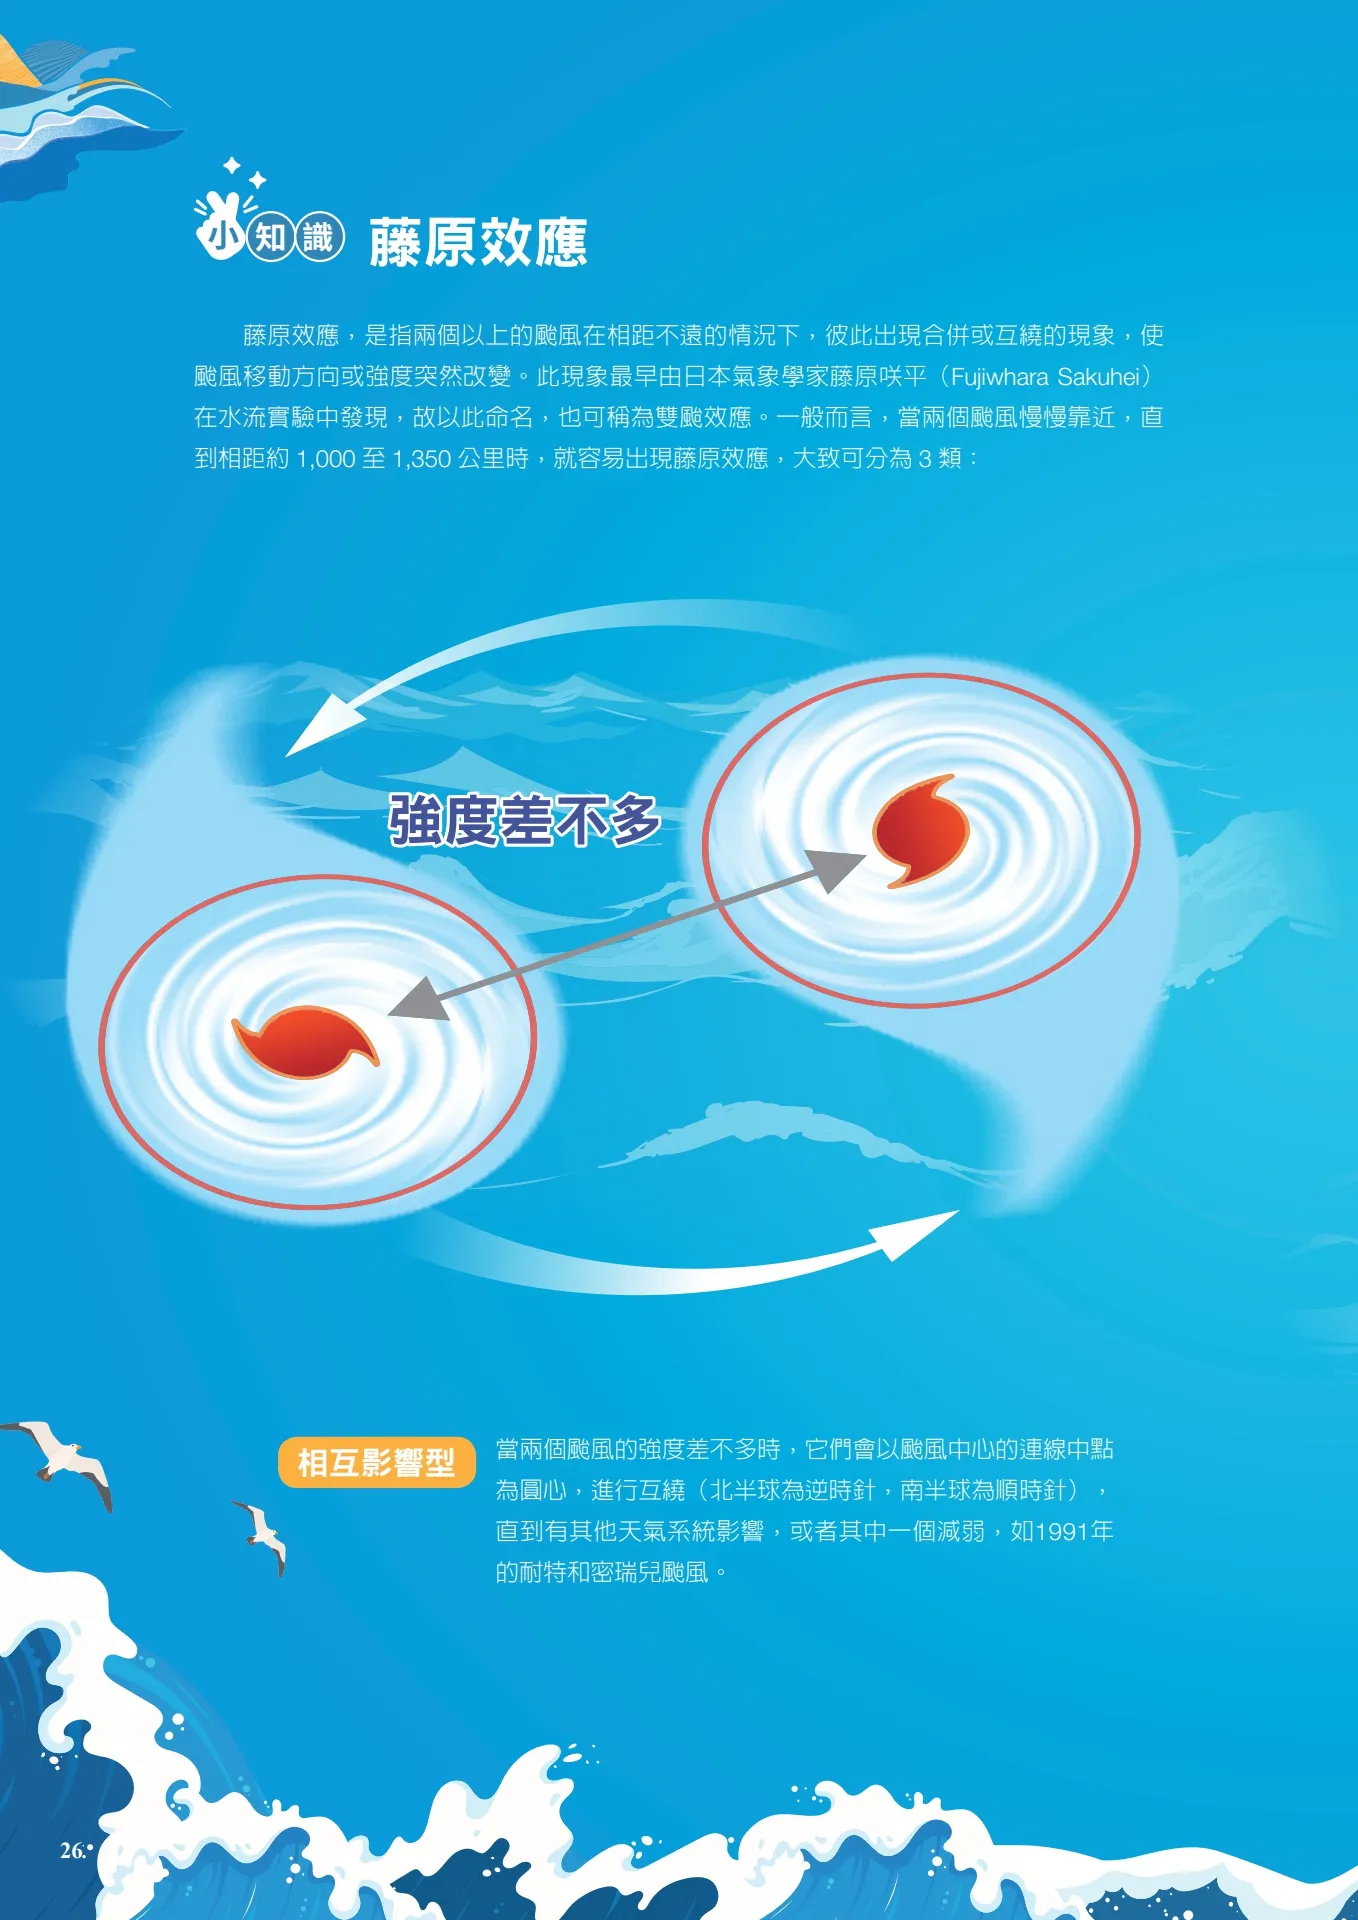 小知識 藤原效應
藤原效應，是指兩個以上的颱風在相距不遠的情況下，彼此出現合併或互繞的現象，使
颱風移動方向或強度突然改變。此現象最早由日本氣象學家藤原咲平（Fujiwhara Sakuhei）
在水流實驗中發現，故以此命名，也可稱為雙颱效應。一般而言，當兩個颱風慢慢靠近，直
到相距約 1,000 至 1,350 公里時，就容易出現藤原效應，大致可分為 3 類：
強度差不多
相互影響型
當兩個颱風的強度差不多時，它們會以颱風中心的連線中點
為圓心，進行互繞（北半球為逆時針，南半球為順時針），
直到有其他天氣系統影響，或者其中一個減弱，如1991年
的耐特和密瑞兒颱風。
26